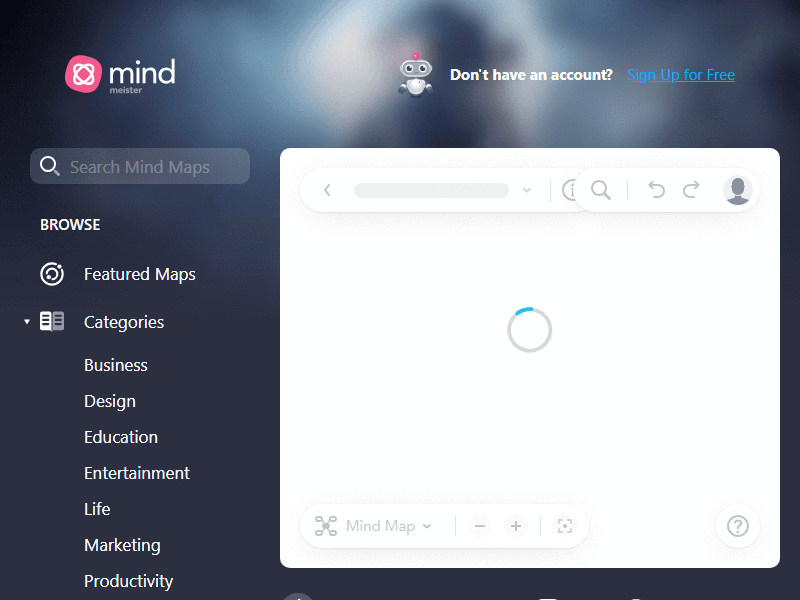 mind
meister
Don't have an account? Sign Up for Free
Search Mind Maps
BROWSE
Featured Maps
Categories
Business
Design
Education
Entertainment
Life
Marketing
Productivity
Mind Map